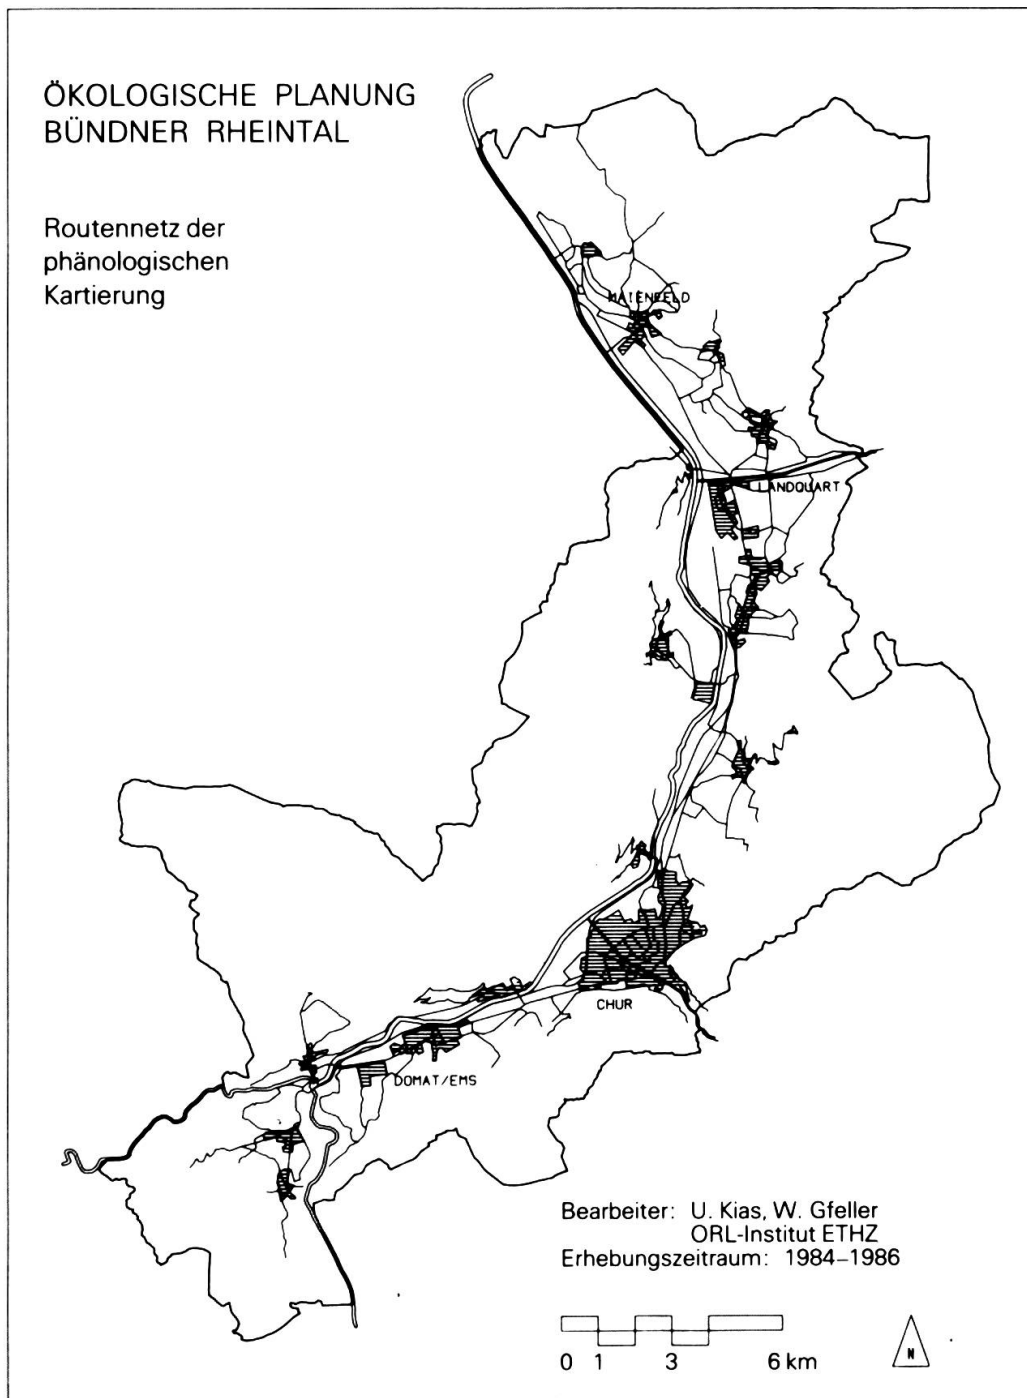 ÖKOLOGISCHE PLANUNG
BÜNDNER RHEINTAL
Routennetz der
phänologischen
Kartierung
MAIENFELD
LANDQUART
CHUR
DOMAT/EMS
Bearbeiter: U. Kias, W. Gfeller
ORL-Institut ETHZ
Erhebungszeitraum: 1984–1986
0 1 3 6 km
N